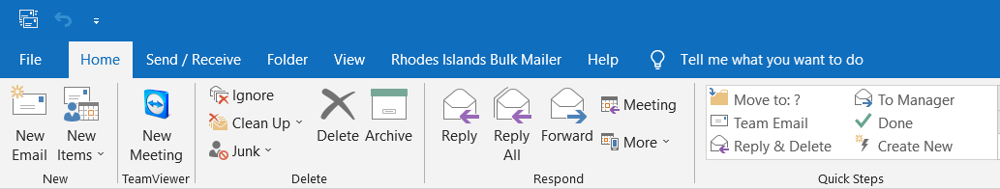 File Home Send / Receive Folder View Rhodes Islands Bulk Mailer Help Tell me what you want to do
New Email
New Items
New
New Meeting
TeamViewer
Ignore
Clean Up
Junk
Delete
Archive
Delete
Reply
Reply All
Forward
Meeting
More
Respond
Move to: ?
Team Email
Reply & Delete
To Manager
Done
Create New
Quick Steps